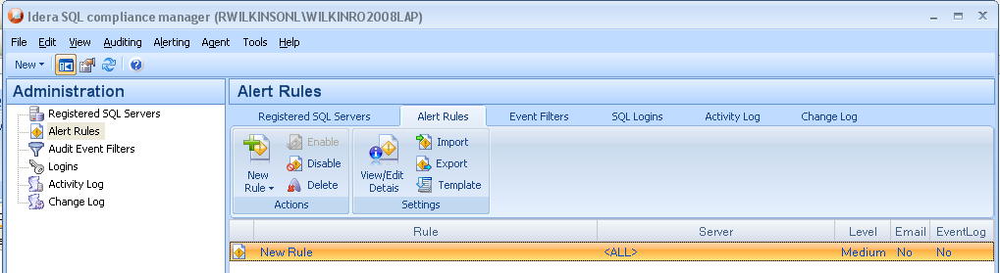 Idera SQL compliance manager (RWILKINSONL\WILKINRO2008LAP)
File Edit View Auditing Alerting Agent Tools Help
New
Administration
Registered SQL Servers
Alert Rules
Audit Event Filters
Logins
Activity Log
Change Log
Alert Rules
Registered SQL Servers Alert Rules Event Filters SQL Logins Activity Log Change Log
New Rule
Enable
Disable
Delete
Actions
View/Edit
Detais
Import
Export
Template
Settings
Rule Server Level Email EventLog
New Rule <ALL> Medium No No